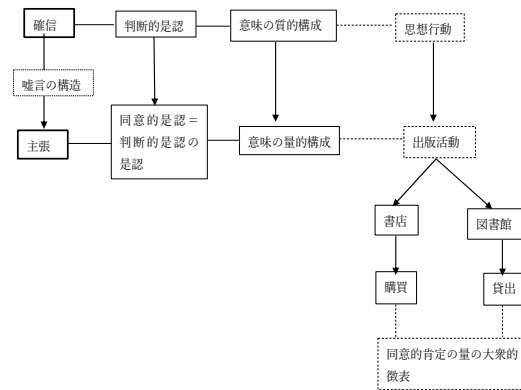 確信
判断的是認
意味の質的構成
思想行動
嘘言の構造
主張
同意的是認＝
判断的是認の
是認
意味の量的構成
出版活動
書店
図書館
購買
貸出
同意的肯定の量の大衆的
徴表